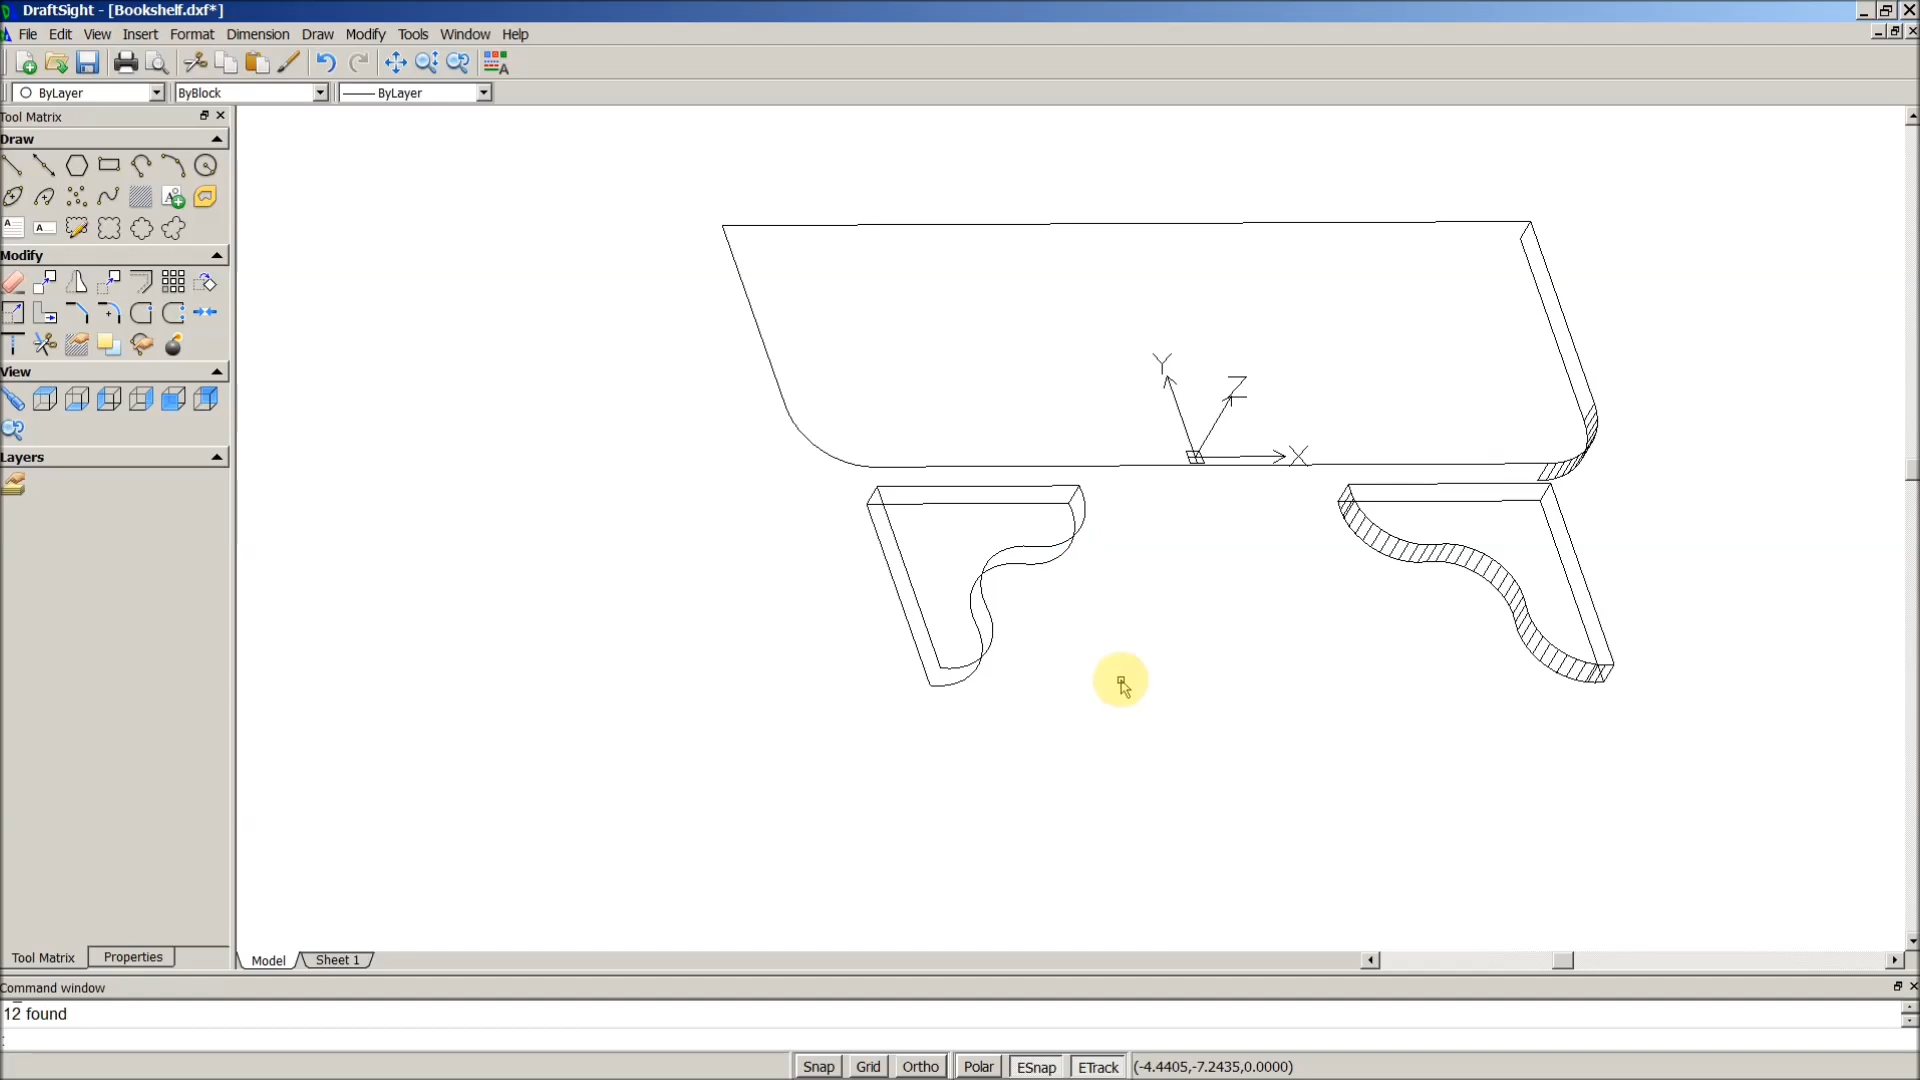 DraftSight - [Bookshelf.dxf*]
File Edit View Insert Format Dimension Draw Modify Tools Window Help
ByLayer ByBlock ByLayer
Tool Matrix
Draw
A
A A
Modify
View
Layers
Y
Z
X
Tool Matrix Properties
Model Sheet 1
Command window
12 found
:
Snap Grid Ortho Polar ESnap ETrack (-4.4405,-7.2435,0.0000)